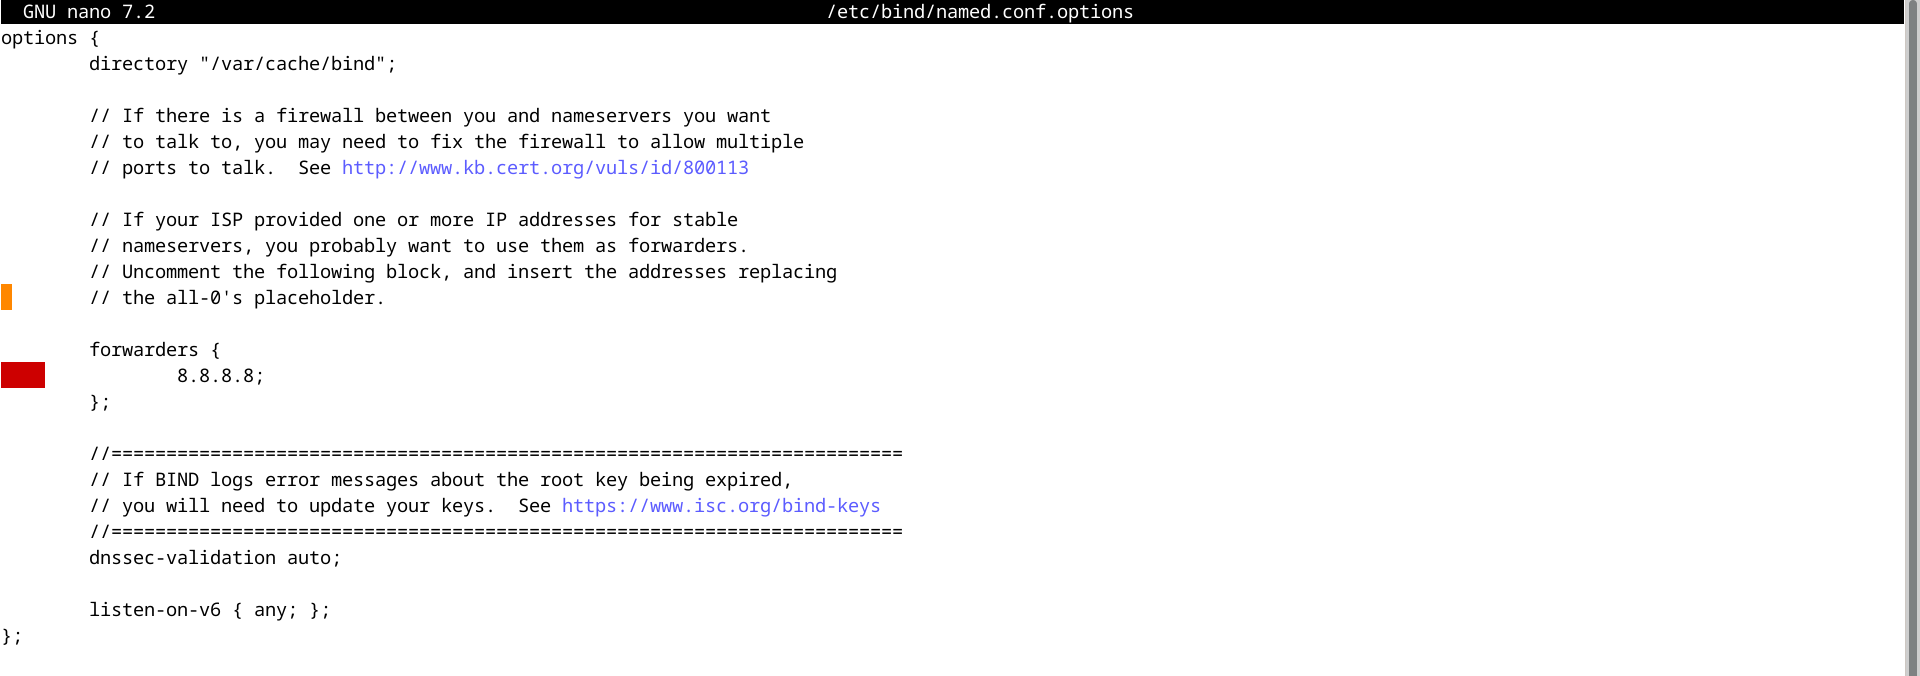 GNU nano 7.2 /etc/bind/named.conf.options
options {
directory "/var/cache/bind";
// If there is a firewall between you and nameservers you want
// to talk to, you may need to fix the firewall to allow multiple
// ports to talk.  See http://www.kb.cert.org/vuls/id/800113
// If your ISP provided one or more IP addresses for stable
// nameservers, you probably want to use them as forwarders.
// Uncomment the following block, and insert the addresses replacing
// the all-0's placeholder.
forwarders {
8.8.8.8;
};
//========================================================================
// If BIND logs error messages about the root key being expired,
// you will need to update your keys.  See https://www.isc.org/bind-keys
//========================================================================
dnssec-validation auto;
listen-on-v6 { any; };
};